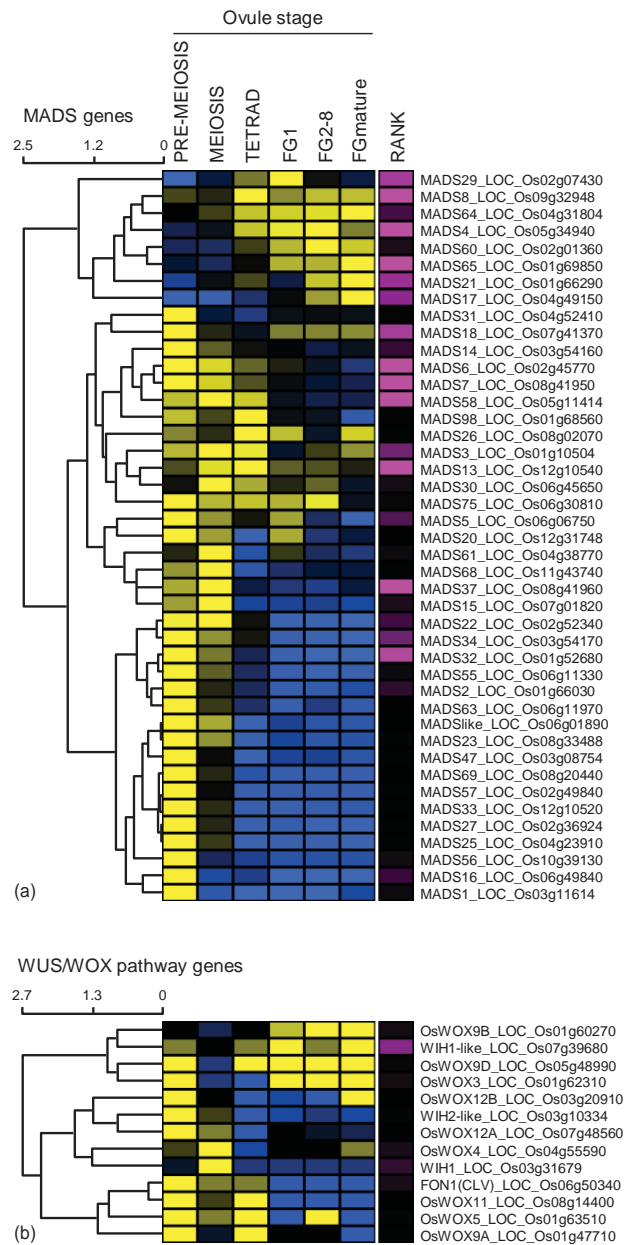 Ovule stage
MADS genes
2.5 1.2 0
PRE-MEIOSIS
MEIOSIS
TETRAD
FG1
FG2-8
FGmature
RANK
MADS29_LOC_Os02g07430
MADS8_LOC_Os09g32948
MADS64_LOC_Os04g31804
MADS4_LOC_Os05g34940
MADS60_LOC_Os02g01360
MADS65_LOC_Os01g69850
MADS21_LOC_Os01g66290
MADS17_LOC_Os04g49150
MADS31_LOC_Os04g52410
MADS18_LOC_Os07g41370
MADS14_LOC_Os03g54160
MADS6_LOC_Os02g45770
MADS7_LOC_Os08g41950
MADS58_LOC_Os05g11414
MADS98_LOC_Os01g68560
MADS26_LOC_Os08g02070
MADS3_LOC_Os01g10504
MADS13_LOC_Os12g10540
MADS30_LOC_Os06g45650
MADS75_LOC_Os06g30810
MADS5_LOC_Os06g06750
MADS20_LOC_Os12g31748
MADS61_LOC_Os04g38770
MADS68_LOC_Os11g43740
MADS37_LOC_Os08g41960
MADS15_LOC_Os07g01820
MADS22_LOC_Os02g52340
MADS34_LOC_Os03g54170
MADS32_LOC_Os01g52680
MADS55_LOC_Os06g11330
MADS2_LOC_Os01g66030
MADS63_LOC_Os06g11970
MADSlike_LOC_Os06g01890
MADS23_LOC_Os08g33488
MADS47_LOC_Os03g08754
MADS69_LOC_Os08g20440
MADS57_LOC_Os02g49840
MADS33_LOC_Os12g10520
MADS27_LOC_Os02g36924
MADS25_LOC_Os04g23910
MADS56_LOC_Os10g39130
MADS16_LOC_Os06g49840
MADS1_LOC_Os03g11614
(a)
WUS/WOX pathway genes
2.7 1.3 0
OsWOX9B_LOC_Os01g60270
WIH1-like_LOC_Os07g39680
OsWOX9D_LOC_Os05g48990
OsWOX3_LOC_Os01g62310
OsWOX12B_LOC_Os03g20910
WIH2-like_LOC_Os03g10334
OsWOX12A_LOC_Os07g48560
OsWOX4_LOC_Os04g55590
WIH1_LOC_Os03g31679
FON1(CLV)_LOC_Os06g50340
OsWOX11_LOC_Os08g14400
OsWOX5_LOC_Os01g63510
OsWOX9A_LOC_Os01g47710
(b)